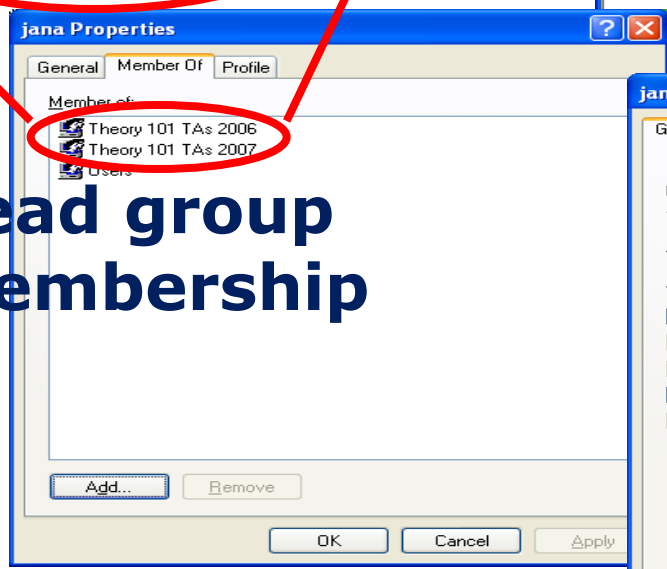 jana Properties
General Member Of Profile
jan
G
Member of:
Theory 101 TAs 2006
Theory 101 TAs 2007
Users
ead group
embership
Add... Remove
OK Cancel Apply